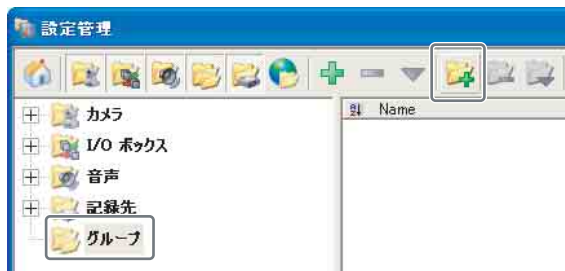 設定管理
Name
カメラ
I/O ボックス
音声
記録先
グループ